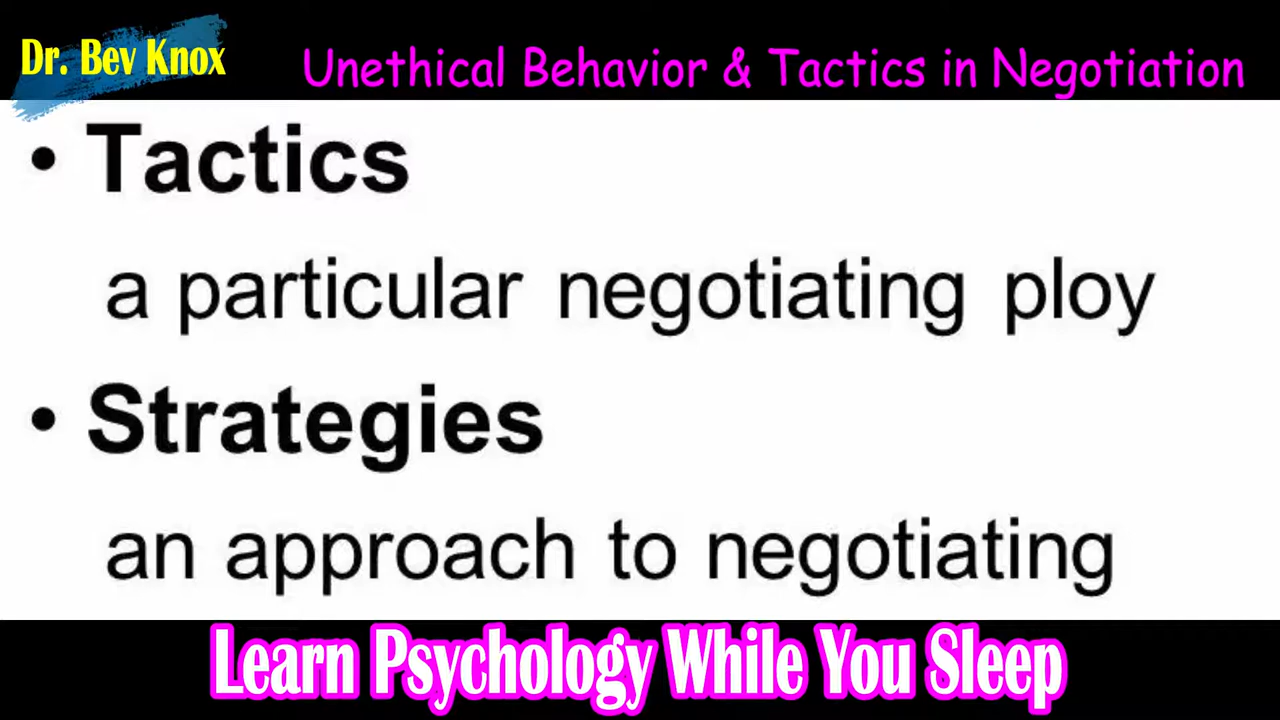 Dr. Bev Knox
Unethical Behavior & Tactics in Negotiation
• Tactics
a particular negotiating ploy
• Strategies
an approach to negotiating
Learn Psychology While You Sleep